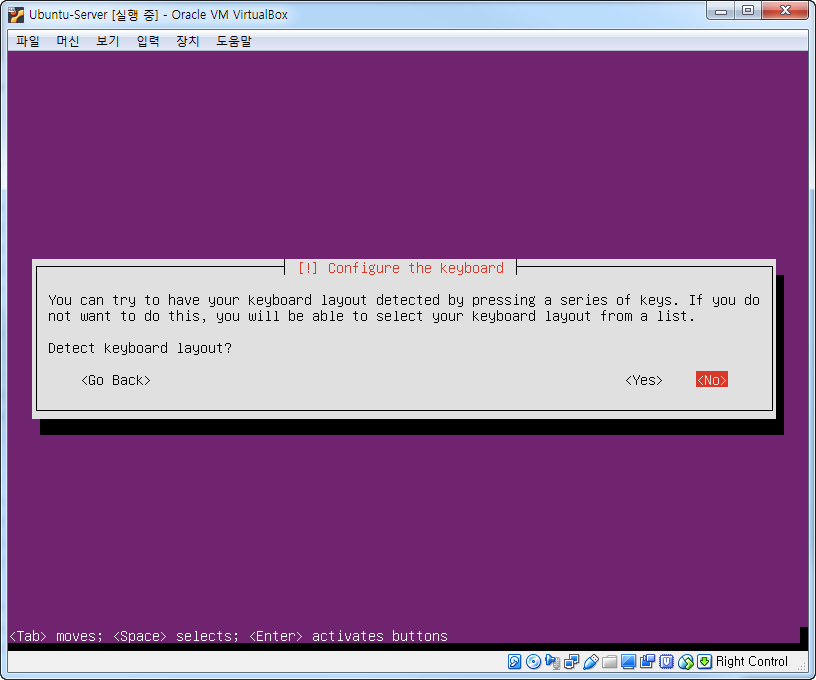 Ubuntu-Server [실행 중] - Oracle VM VirtualBox
파일 머신 보기 입력 장치 도움말
[!] Configure the keyboard
You can try to have your keyboard layout detected by pressing a series of keys. If you do
not want to do this, you will be able to select your keyboard layout from a list.
Detect keyboard layout?
<Go Back> <Yes> <No>
<Tab> moves; <Space> selects; <Enter> activates buttons
Right Control